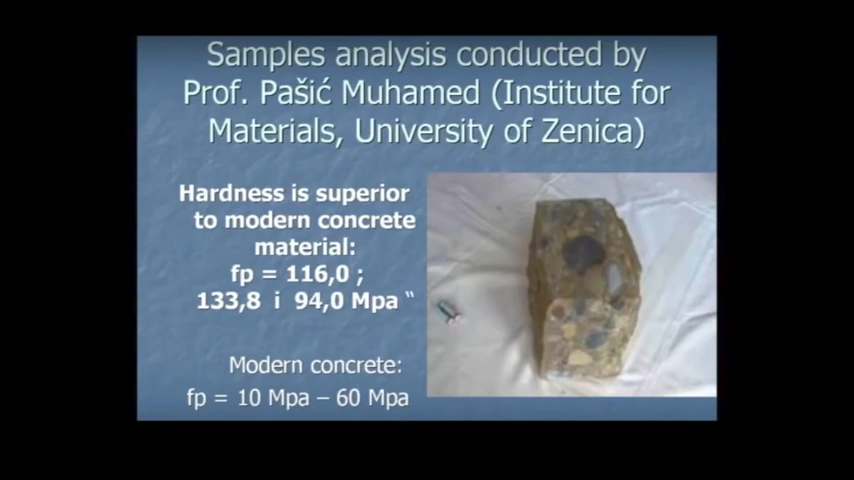 Samples analysis conducted by
Prof. Pašić Muhamed (Institute for
Materials, University of Zenica)
Hardness is superior
to modern concrete
material:
fp = 116,0 ;
133,8 i 94,0 Mpa “
Modern concrete:
fp = 10 Mpa – 60 Mpa